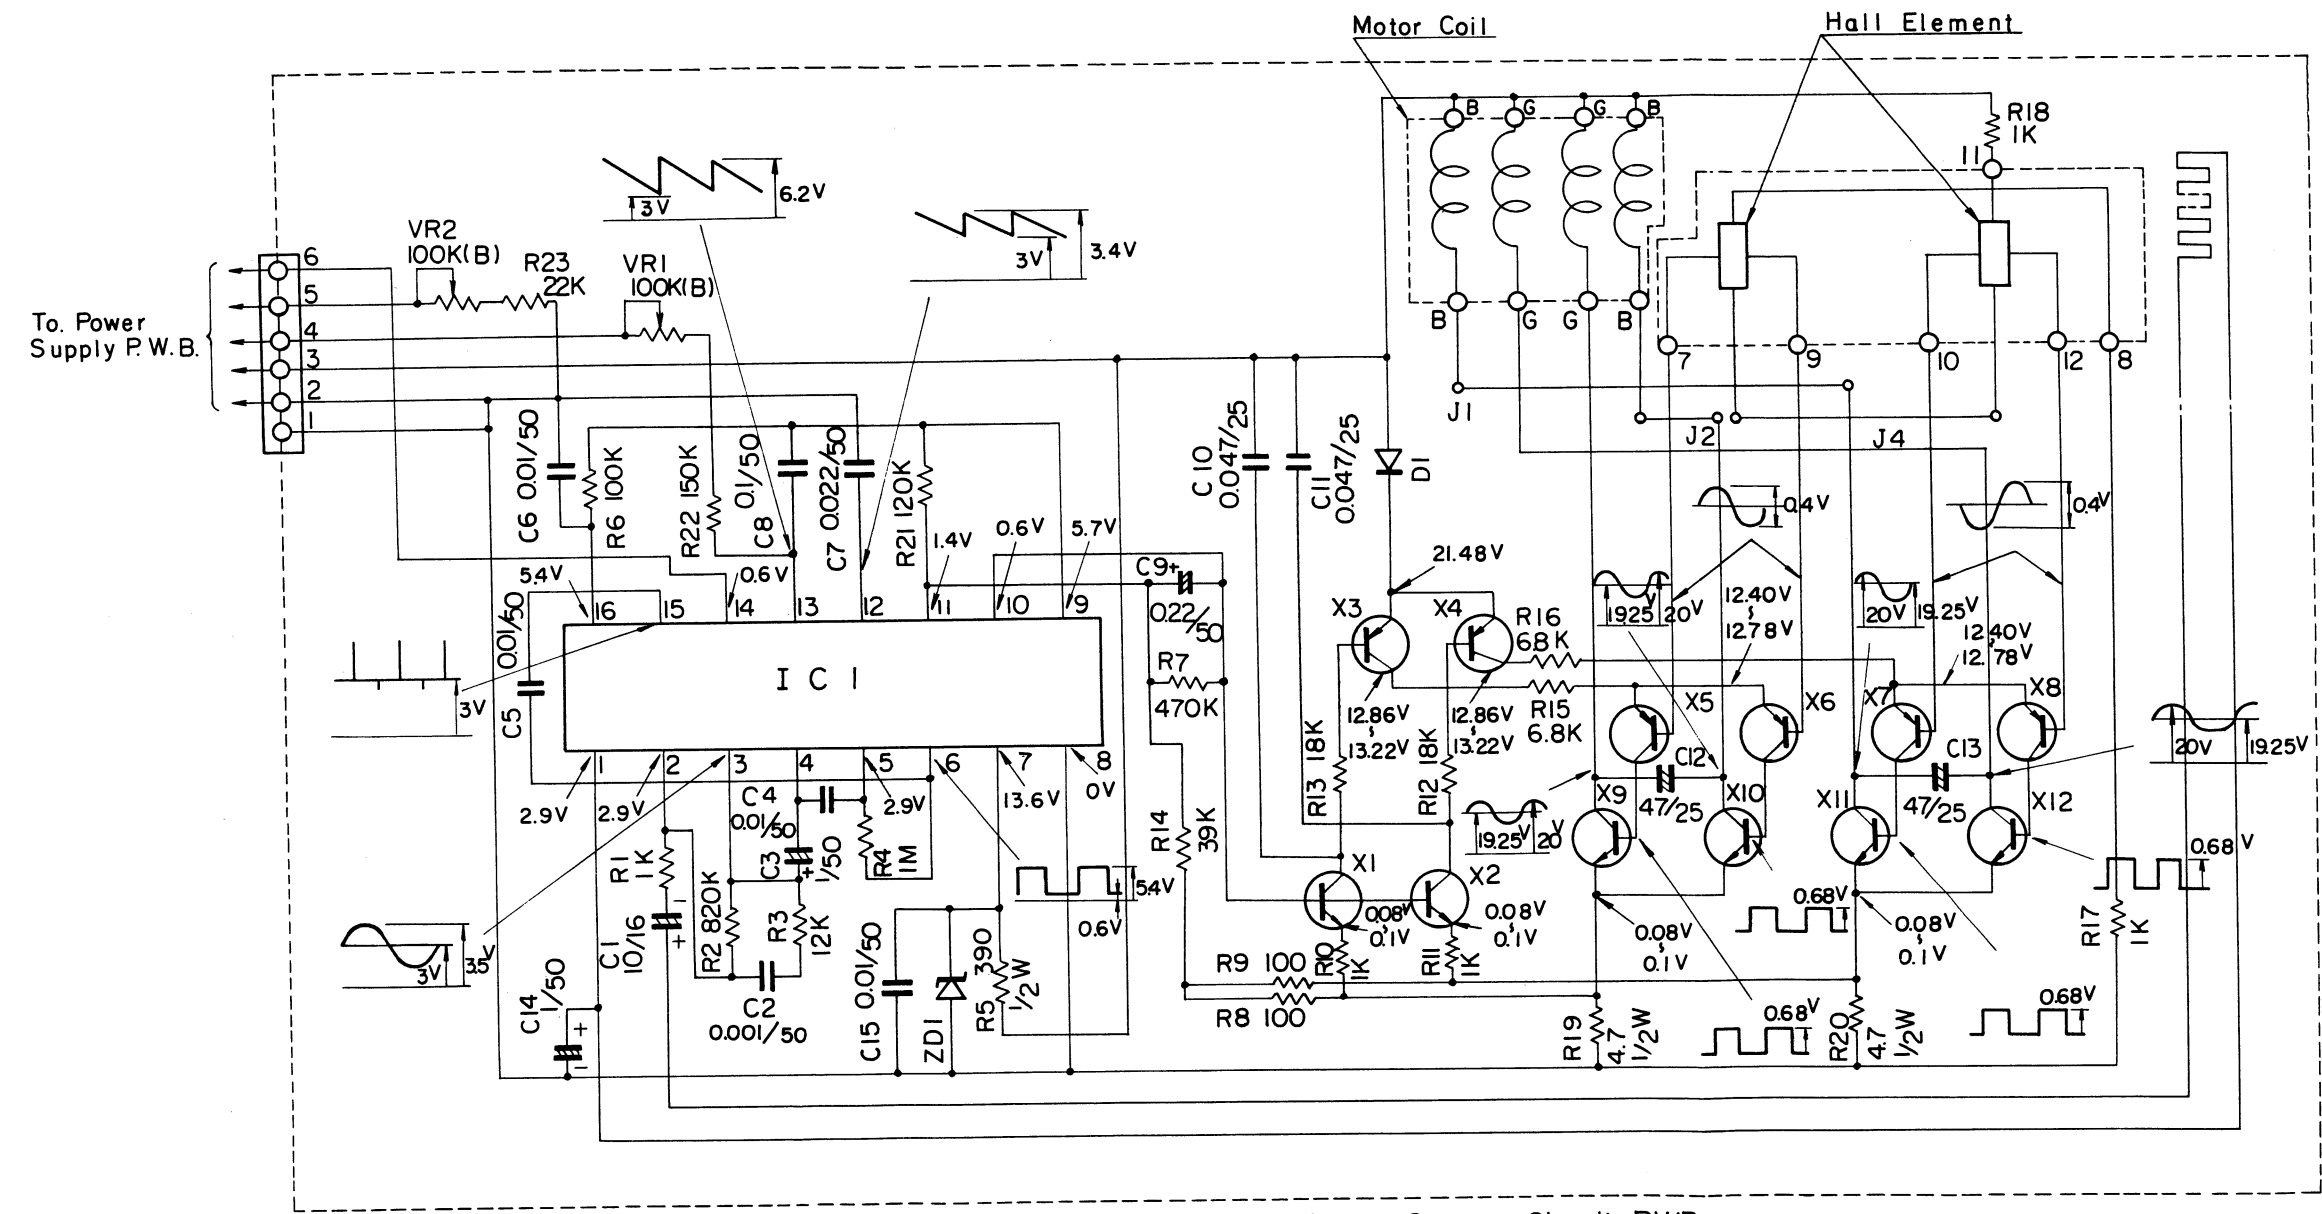 Motor Coil
Hall Element
To. Power
Supply P.W.B.
6
5
4
3
2
1
VR2
100K(B)
R23
22K
VR1
100K(B)
3V
6.2V
3V
3.4V
B
G
G
B
R18
1K
11
B
G
G
B
7
9
10
12
8
J1
J2
J4
C6 0.01/50
R6 100K
R22 150K
0.1/50
C8
0.022/50
C7
R21 120K
C10
0.047/25
C11
0.047/25
D1
0.4V
0.4V
5.4V
0.6V
1.4V
0.6V
5.7V
C9+
0.22/50
21.48V
X3
X4
R16
6.8K
19.25V
20V
12.40V
12.78V
20V
19.25V
12.40V
12.78V
0.01/50
C5
16
15
14
13
12
11
10
9
IC1
3V
R7
470K
12.86V
13.22V
12.86V
13.22V
R15
6.8K
X5
X6
X7
X8
20V
19.25V
1
2
3
4
5
6
7
8
2.9V
2.9V
2.9V
13.6V
0V
C4
0.01/50
R13 18K
R12 18K
C12
47/25
C13
47/25
X9
X10
X11
X12
19.25V
20V
R14
39K
R1
1K
R2 820K
C3
+
1/50
R4
1M
5.4V
0.6V
X1
X2
0.68V
0.68V
3V
3.5V
C1
10/16
-
+
R3
12K
C2
0.001/50
C15 0.01/50
ZD1
R5 390
1/2W
0.08V
0.1V
0.08V
0.1V
0.08V
0.1V
0.08V
0.1V
R17
1K
R9 100
R10
1K
R11
1K
R8 100
C14
1/50
+
-
R19
4.7
1/2W
0.68V
R20
4.7
1/2W
0.68V